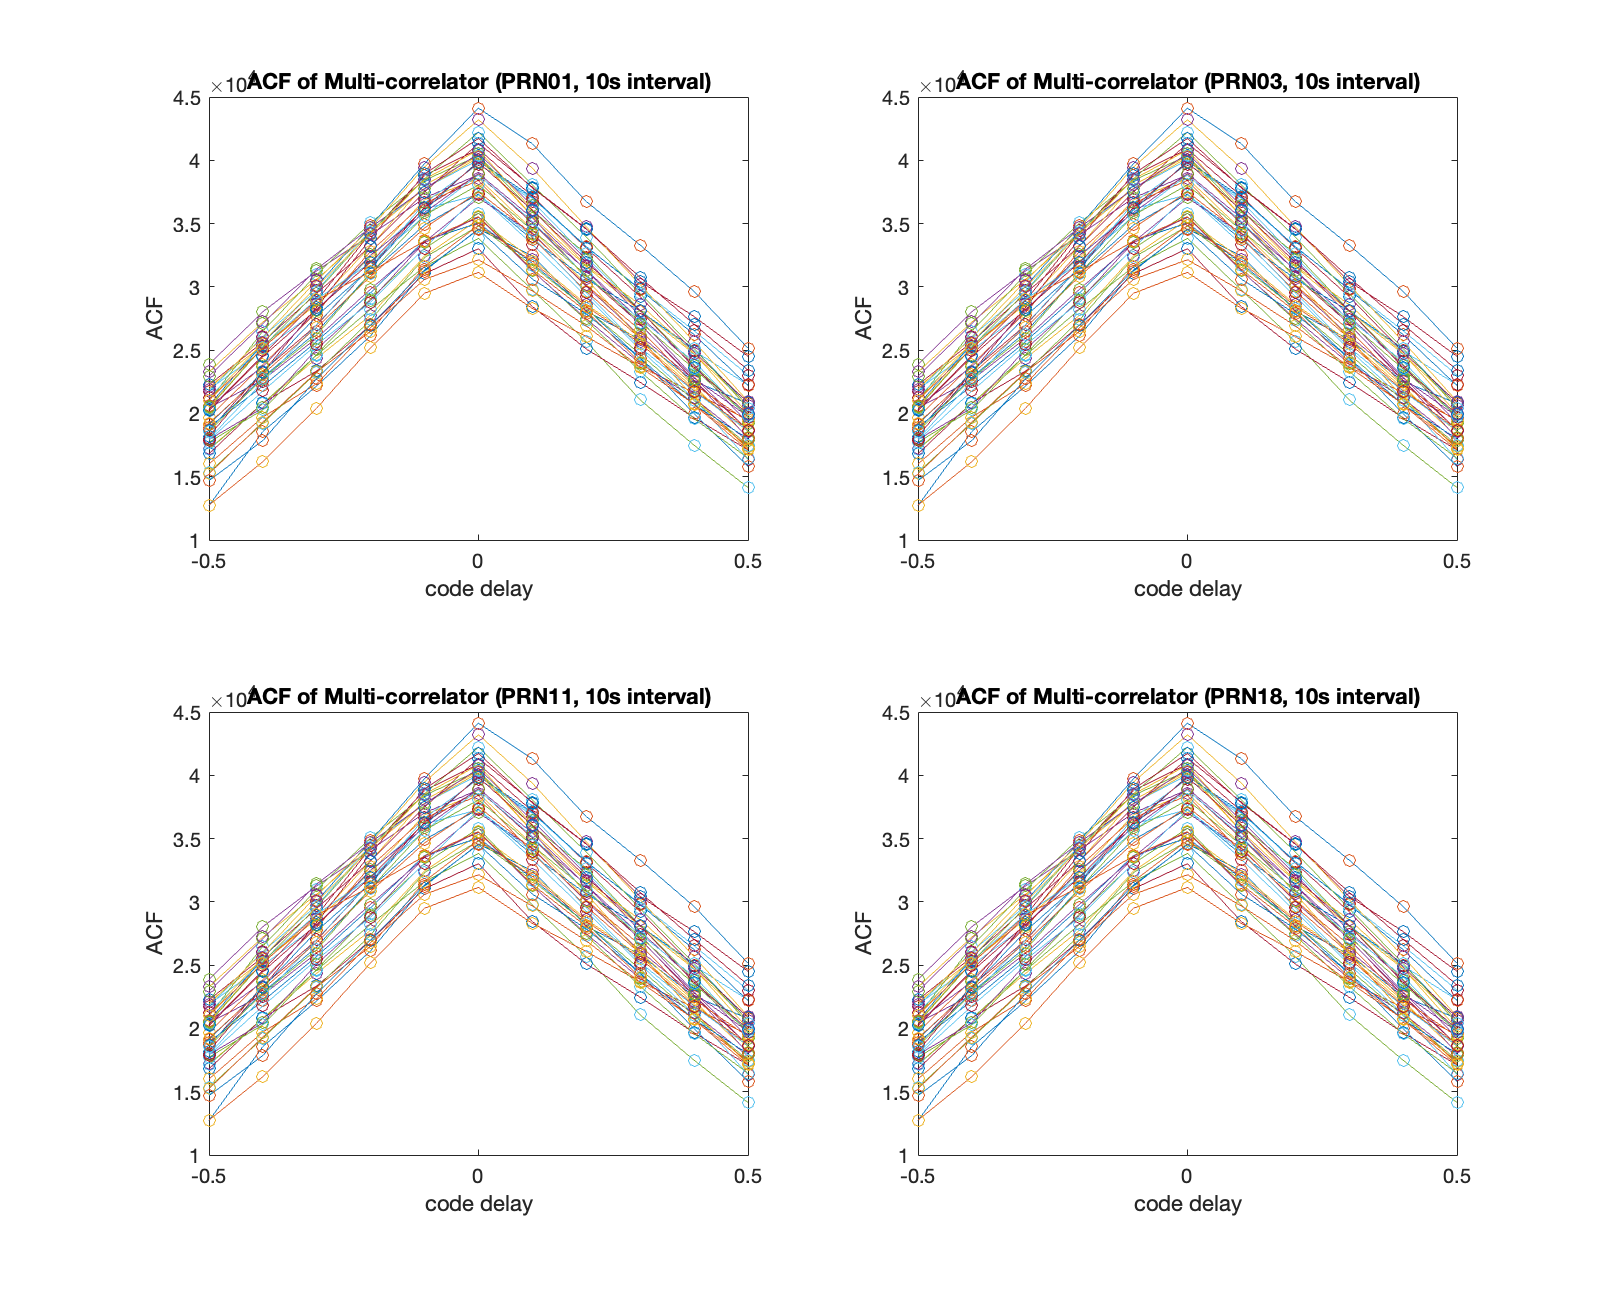 ×10⁴ ACF of Multi-correlator (PRN01, 10s interval)
4.5
4
3.5
3
2.5
2
1.5
1
ACF
-0.5 0 0.5
code delay
×10⁴ ACF of Multi-correlator (PRN03, 10s interval)
4.5
4
3.5
3
2.5
2
1.5
1
ACF
-0.5 0 0.5
code delay
×10⁴ ACF of Multi-correlator (PRN11, 10s interval)
4.5
4
3.5
3
2.5
2
1.5
1
ACF
-0.5 0 0.5
code delay
×10⁴ ACF of Multi-correlator (PRN18, 10s interval)
4.5
4
3.5
3
2.5
2
1.5
1
ACF
-0.5 0 0.5
code delay